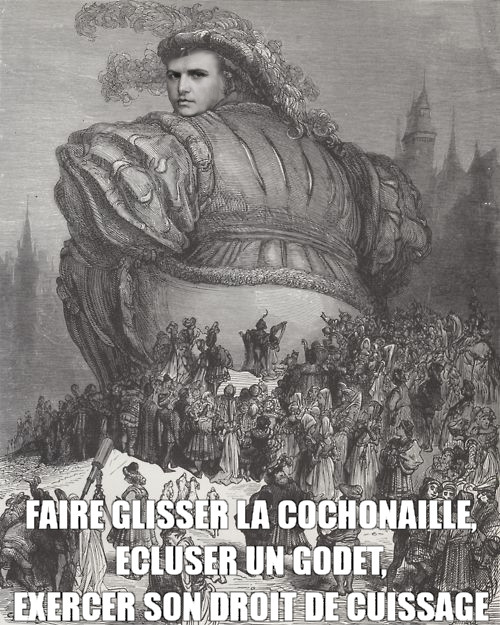 FAIRE GLISSER LA COCHONAILLE,
ECLUSER UN GODET,
EXERCER SON DROIT DE CUISSAGE